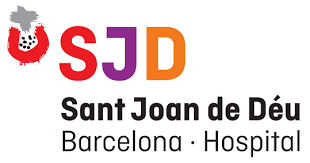 SJD
Sant Joan de Déu
Barcelona · Hospital